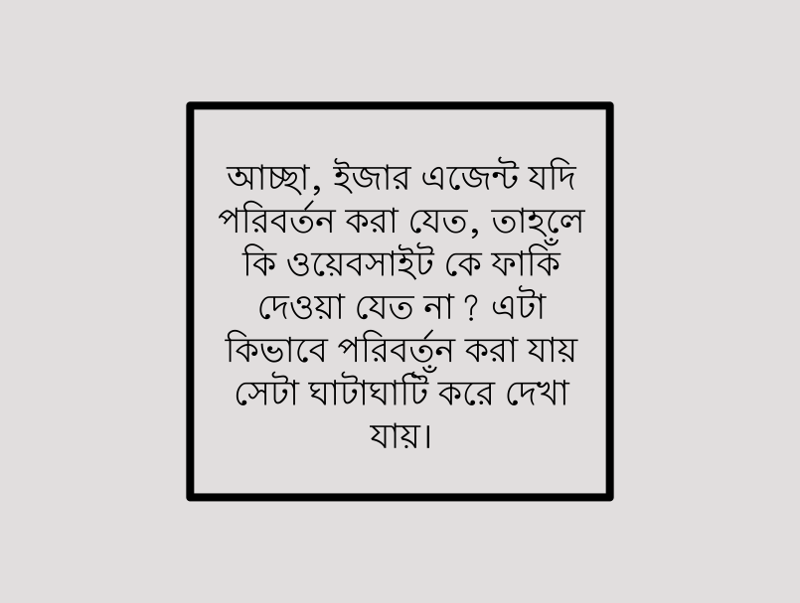 আচ্ছা, ইজার এজেন্ট যদি
পরিবর্তন করা যেত, তাহলে
কি ওয়েবসাইট কে ফাকিঁ
দেওয়া যেত না ? এটা
কিভাবে পরিবর্তন করা যায়
সেটা ঘাটাঘাটিঁ করে দেখা
যায়।